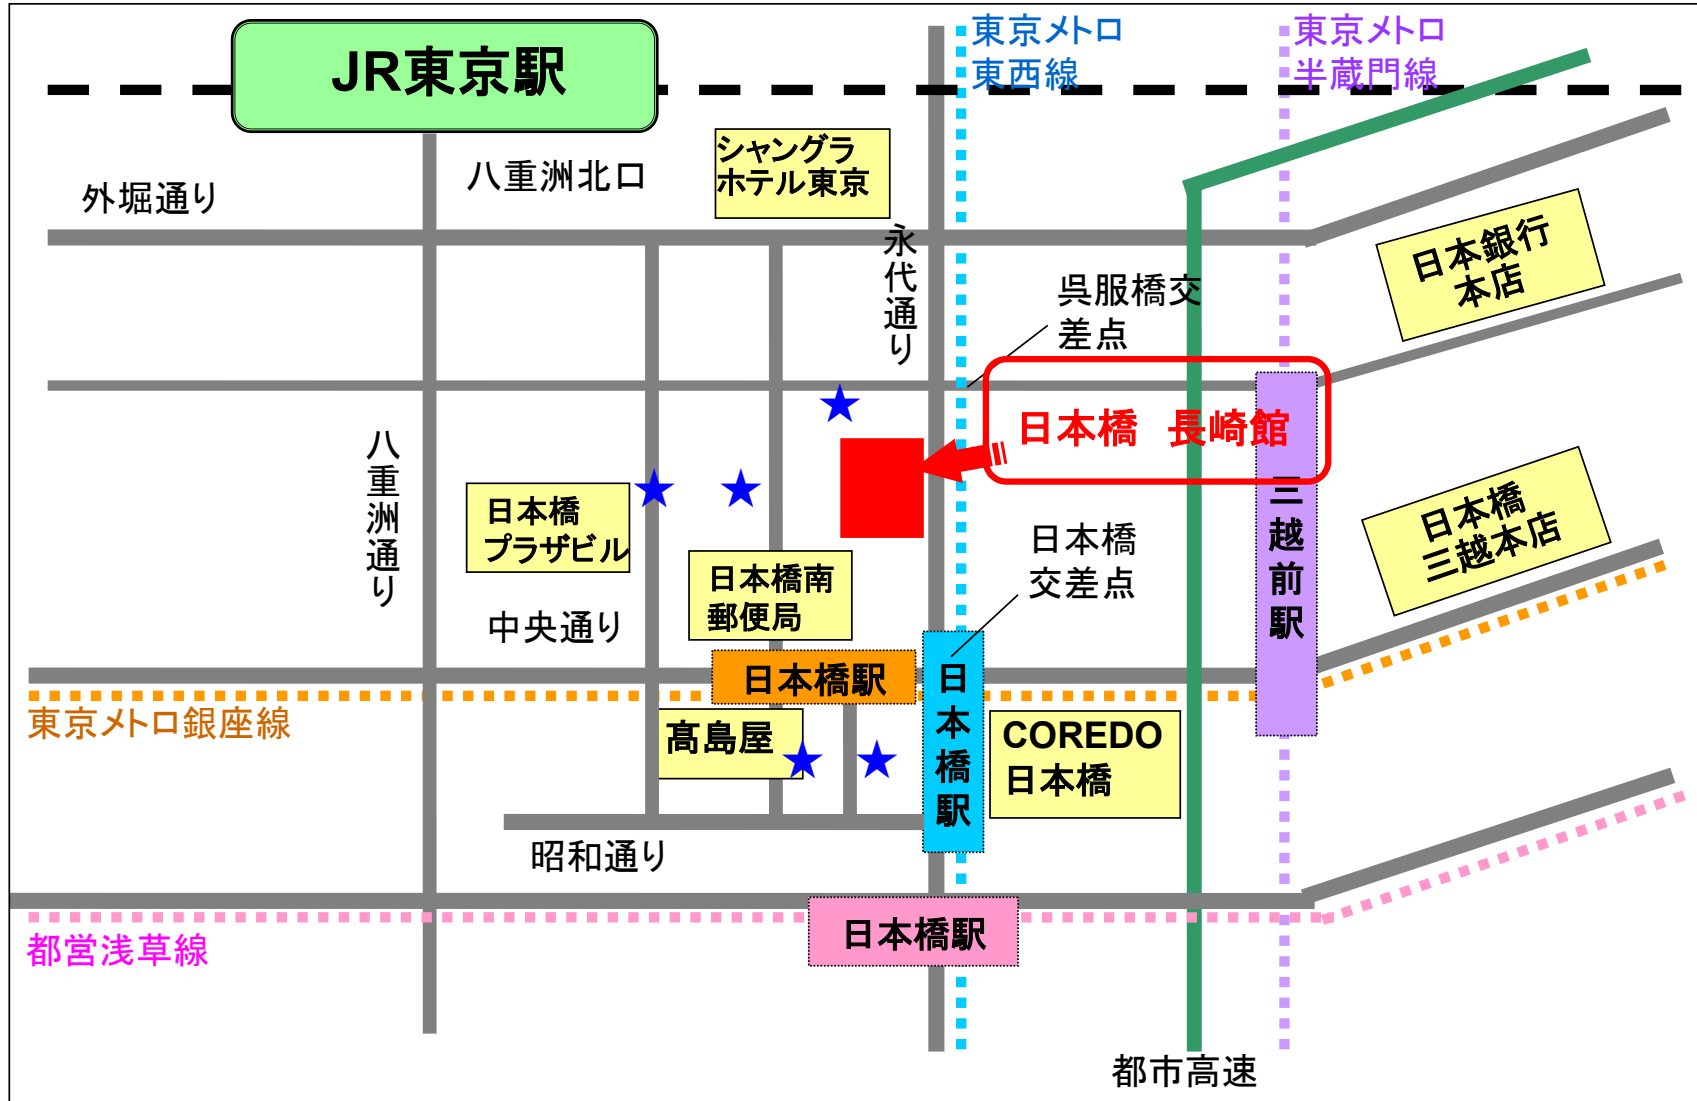 東京メトロ
東西線
東京メトロ
半蔵門線
JR東京駅
シャングラ
ホテル東京
八重洲北口
外堀通り
永代通り
日本銀行
本店
呉服橋交
差点
日本橋 長崎館
八重洲通り
日本橋
プラザビル
三越前駅
日本橋
三越本店
日本橋
交差点
日本橋南
郵便局
中央通り
日本橋駅
日本橋駅
東京メトロ銀座線
髙島屋
COREDO
日本橋
昭和通り
日本橋駅
都営浅草線
都市高速